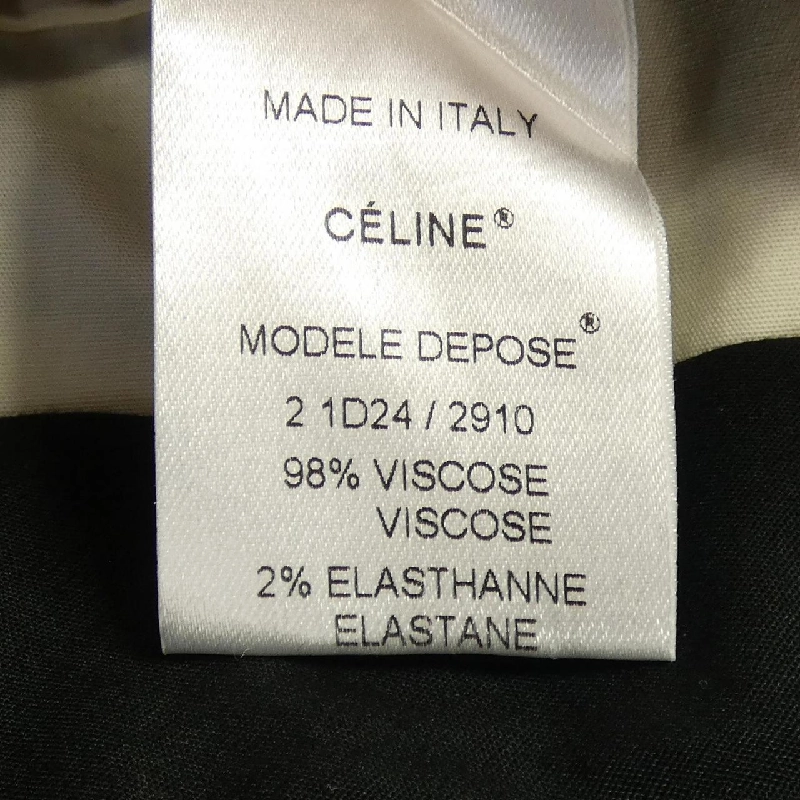 MADE IN ITALY
CÉLINE®
MODELE DEPOSE®
2 1D24 / 2910
98% VISCOSE
VISCOSE
2% ELASTHANNE
ELASTANE